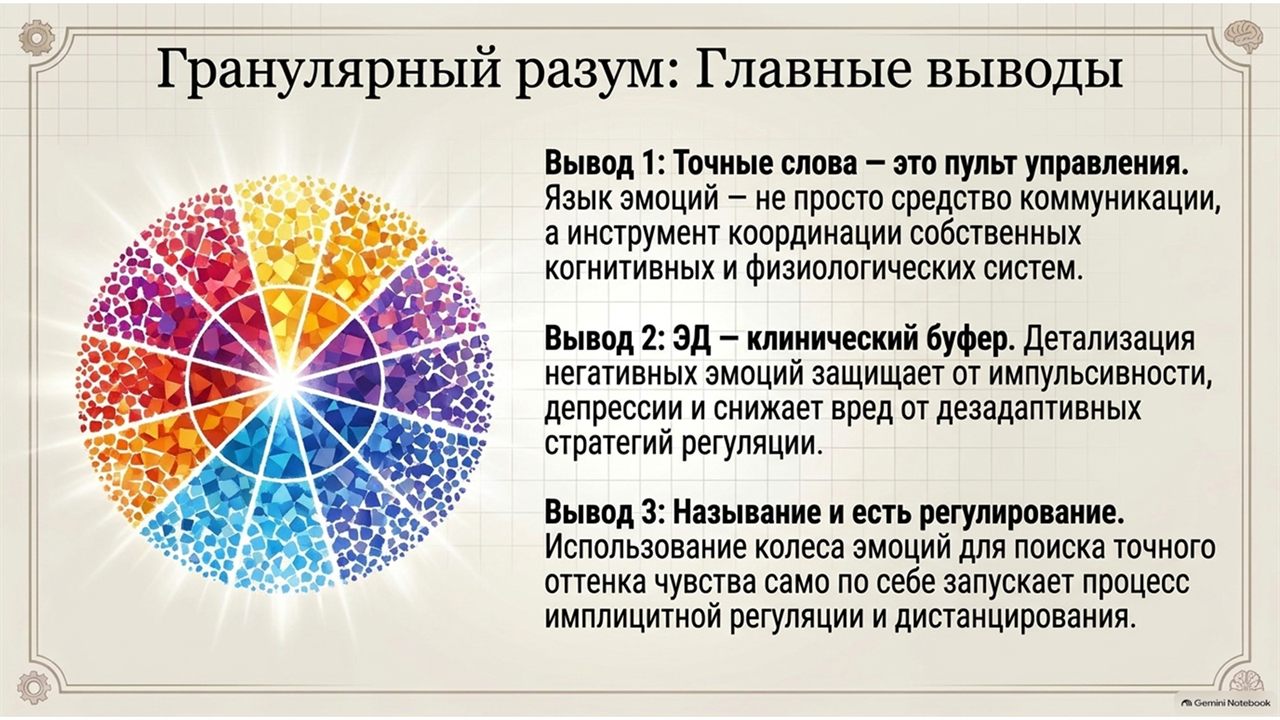 Гранулярный разум: Главные выводы
Вывод 1: Точные слова — это пульт управления.
Язык эмоций — не просто средство коммуникации,
а инструмент координации собственных
когнитивных и физиологических систем.
Вывод 2: ЭД — клинический буфер. Детализация
негативных эмоций защищает от импульсивности,
депрессии и снижает вред от дезадаптивных
стратегий регуляции.
Вывод 3: Называние и есть регулирование.
Использование колеса эмоций для поиска точного
оттенка чувства само по себе запускает процесс
имплицитной регуляции и дистанцирования.
Gemini Notebook